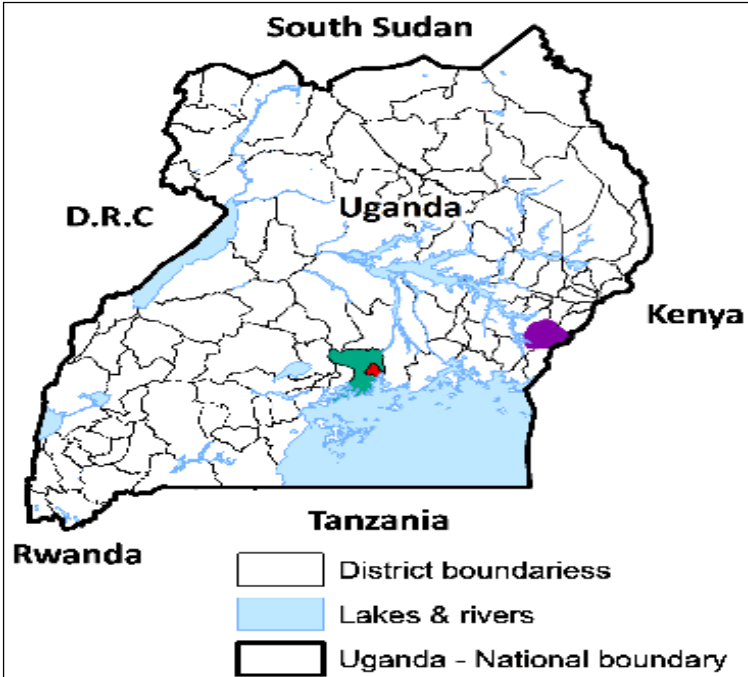 South Sudan
D.R.C
Uganda
Kenya
Tanzania
Rwanda
District boundariess
Lakes & rivers
Uganda - National boundary